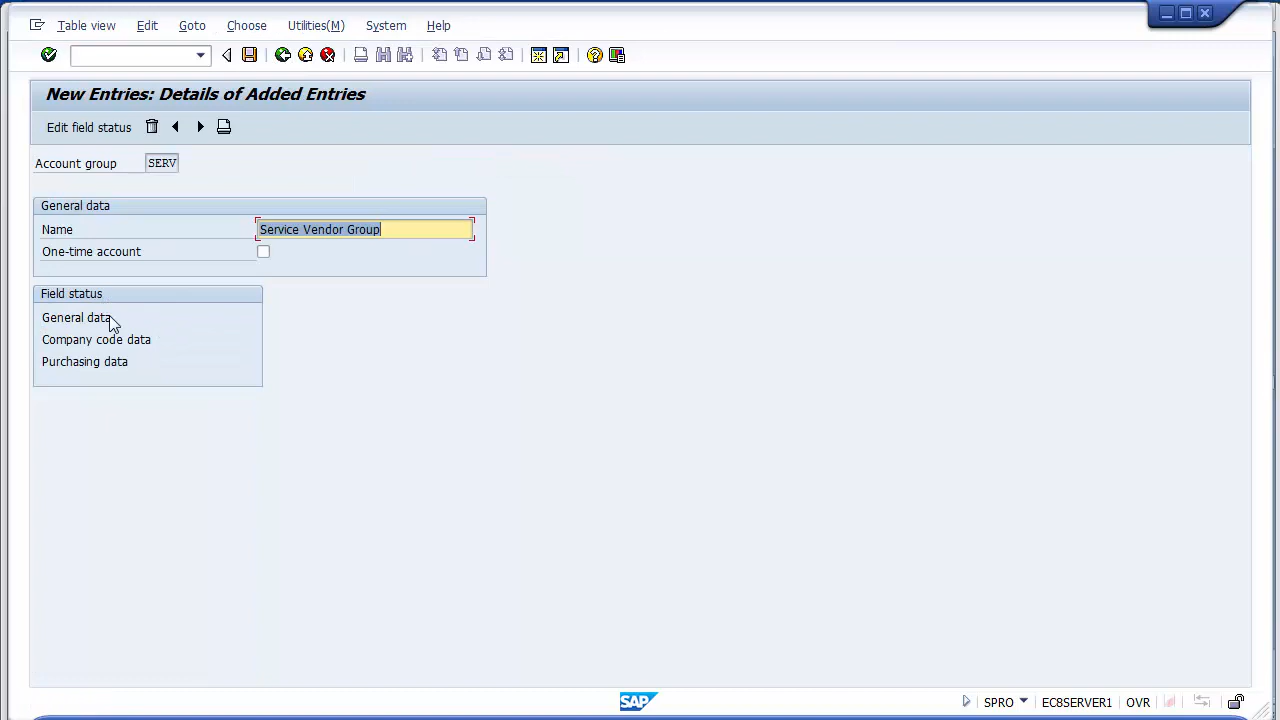 Table view Edit Goto Choose Utilities(M) System Help
New Entries: Details of Added Entries
Edit field status
Account group SERV
General data
Name Service Vendor Group
One-time account
Field status
General data
Company code data
Purchasing data
SAP SPRO EC8SERVER1 OVR